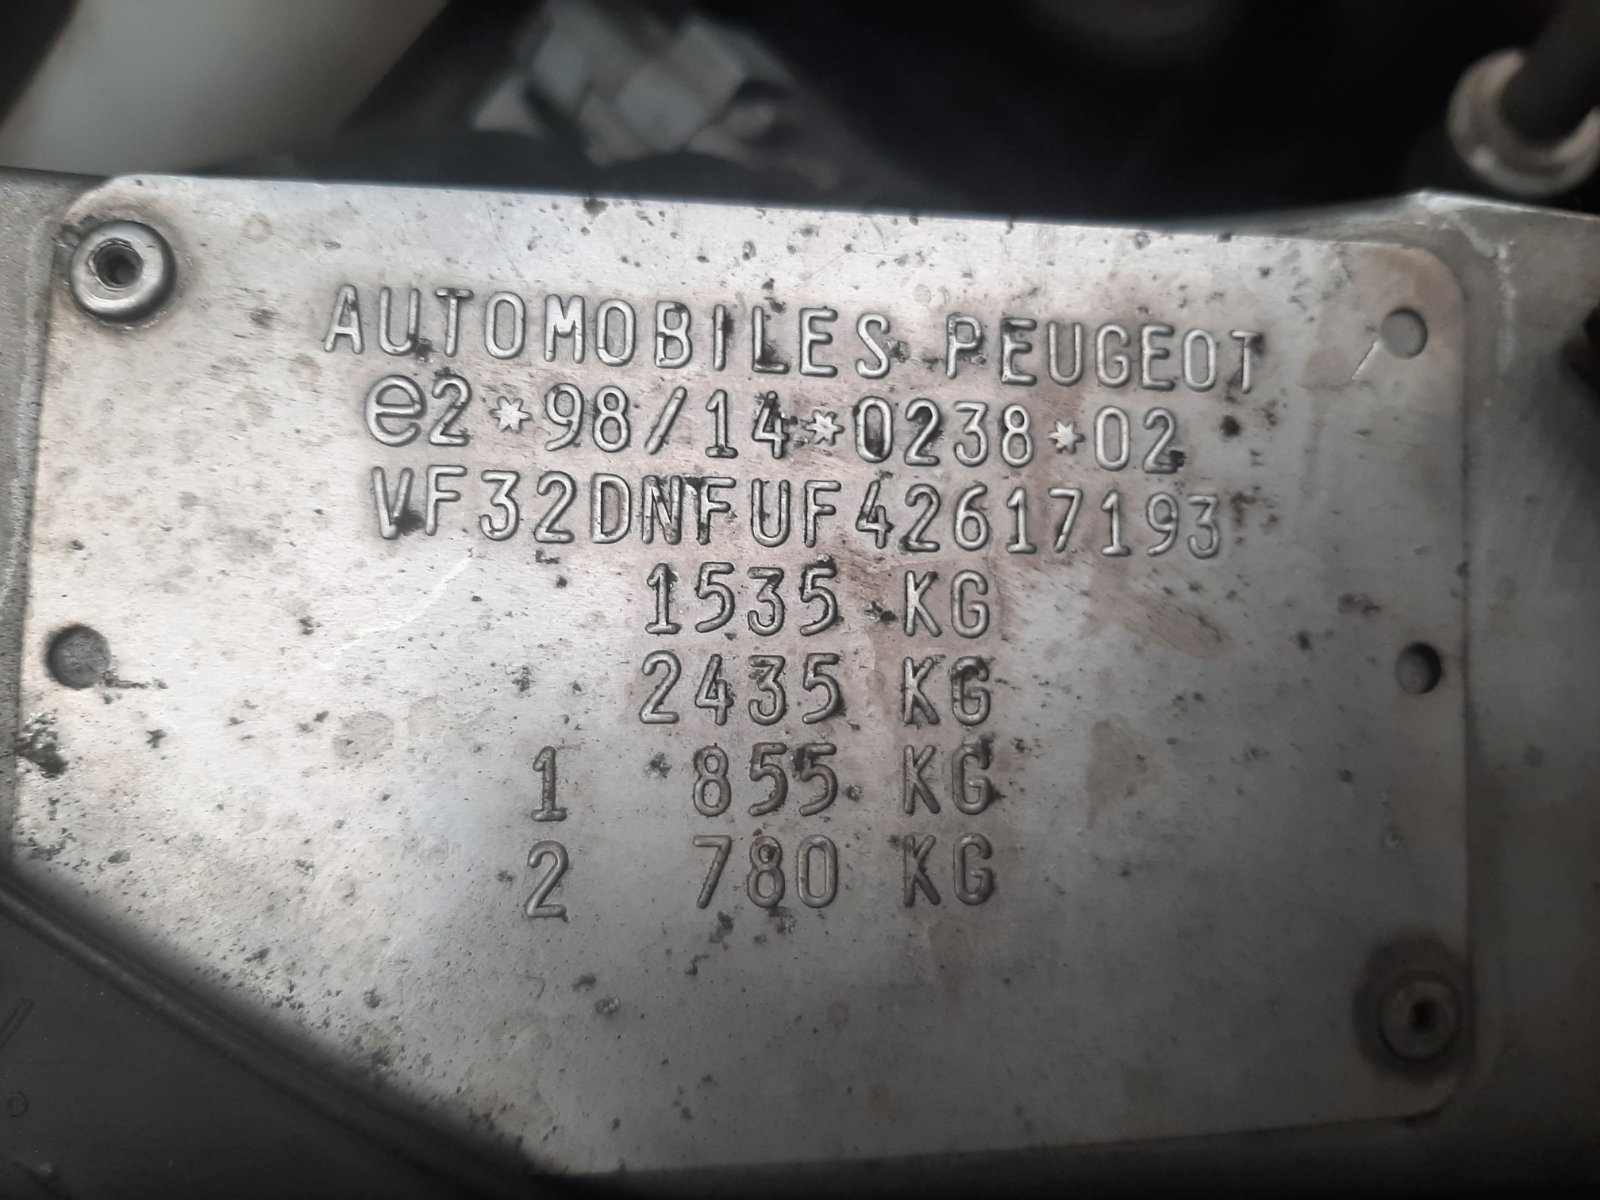 AUTOMOBILES PEUGEOT
e2*98/14*0238*02
VF32DNFUF42617193
1535 KG
2435 KG
1 855 KG
2 780 KG